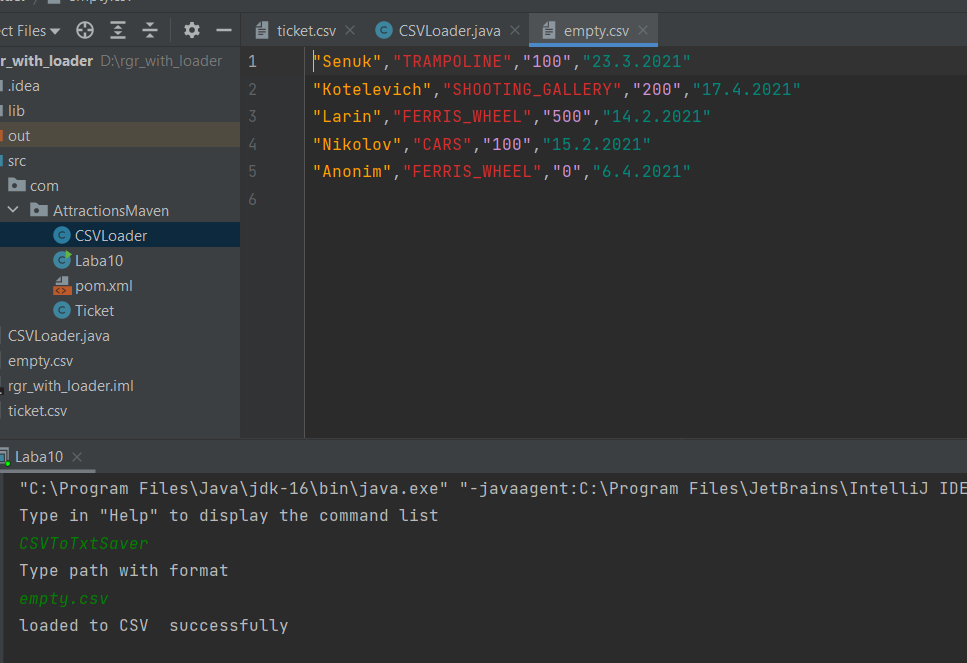 empty.csv
ct Files
ticket.csv
CSVLoader.java
empty.csv
r_with_loader D:\rgr_with_loader
.idea
lib
out
src
com
AttractionsMaven
CSVLoader
Laba10
pom.xml
Ticket
CSVLoader.java
empty.csv
rgr_with_loader.iml
ticket.csv
1 "Senuk","TRAMPOLINE","100","23.3.2021"
2 "Kotelevich","SHOOTING_GALLERY","200","17.4.2021"
3 "Larin","FERRIS_WHEEL","500","14.2.2021"
4 "Nikolov","CARS","100","15.2.2021"
5 "Anonim","FERRIS_WHEEL","0","6.4.2021"
6
Laba10
"C:\Program Files\Java\jdk-16\bin\java.exe" "-javaagent:C:\Program Files\JetBrains\IntelliJ IDE
Type in "Help" to display the command list
CSVToTxtSaver
Type path with format
empty.csv
loaded to CSV  successfully